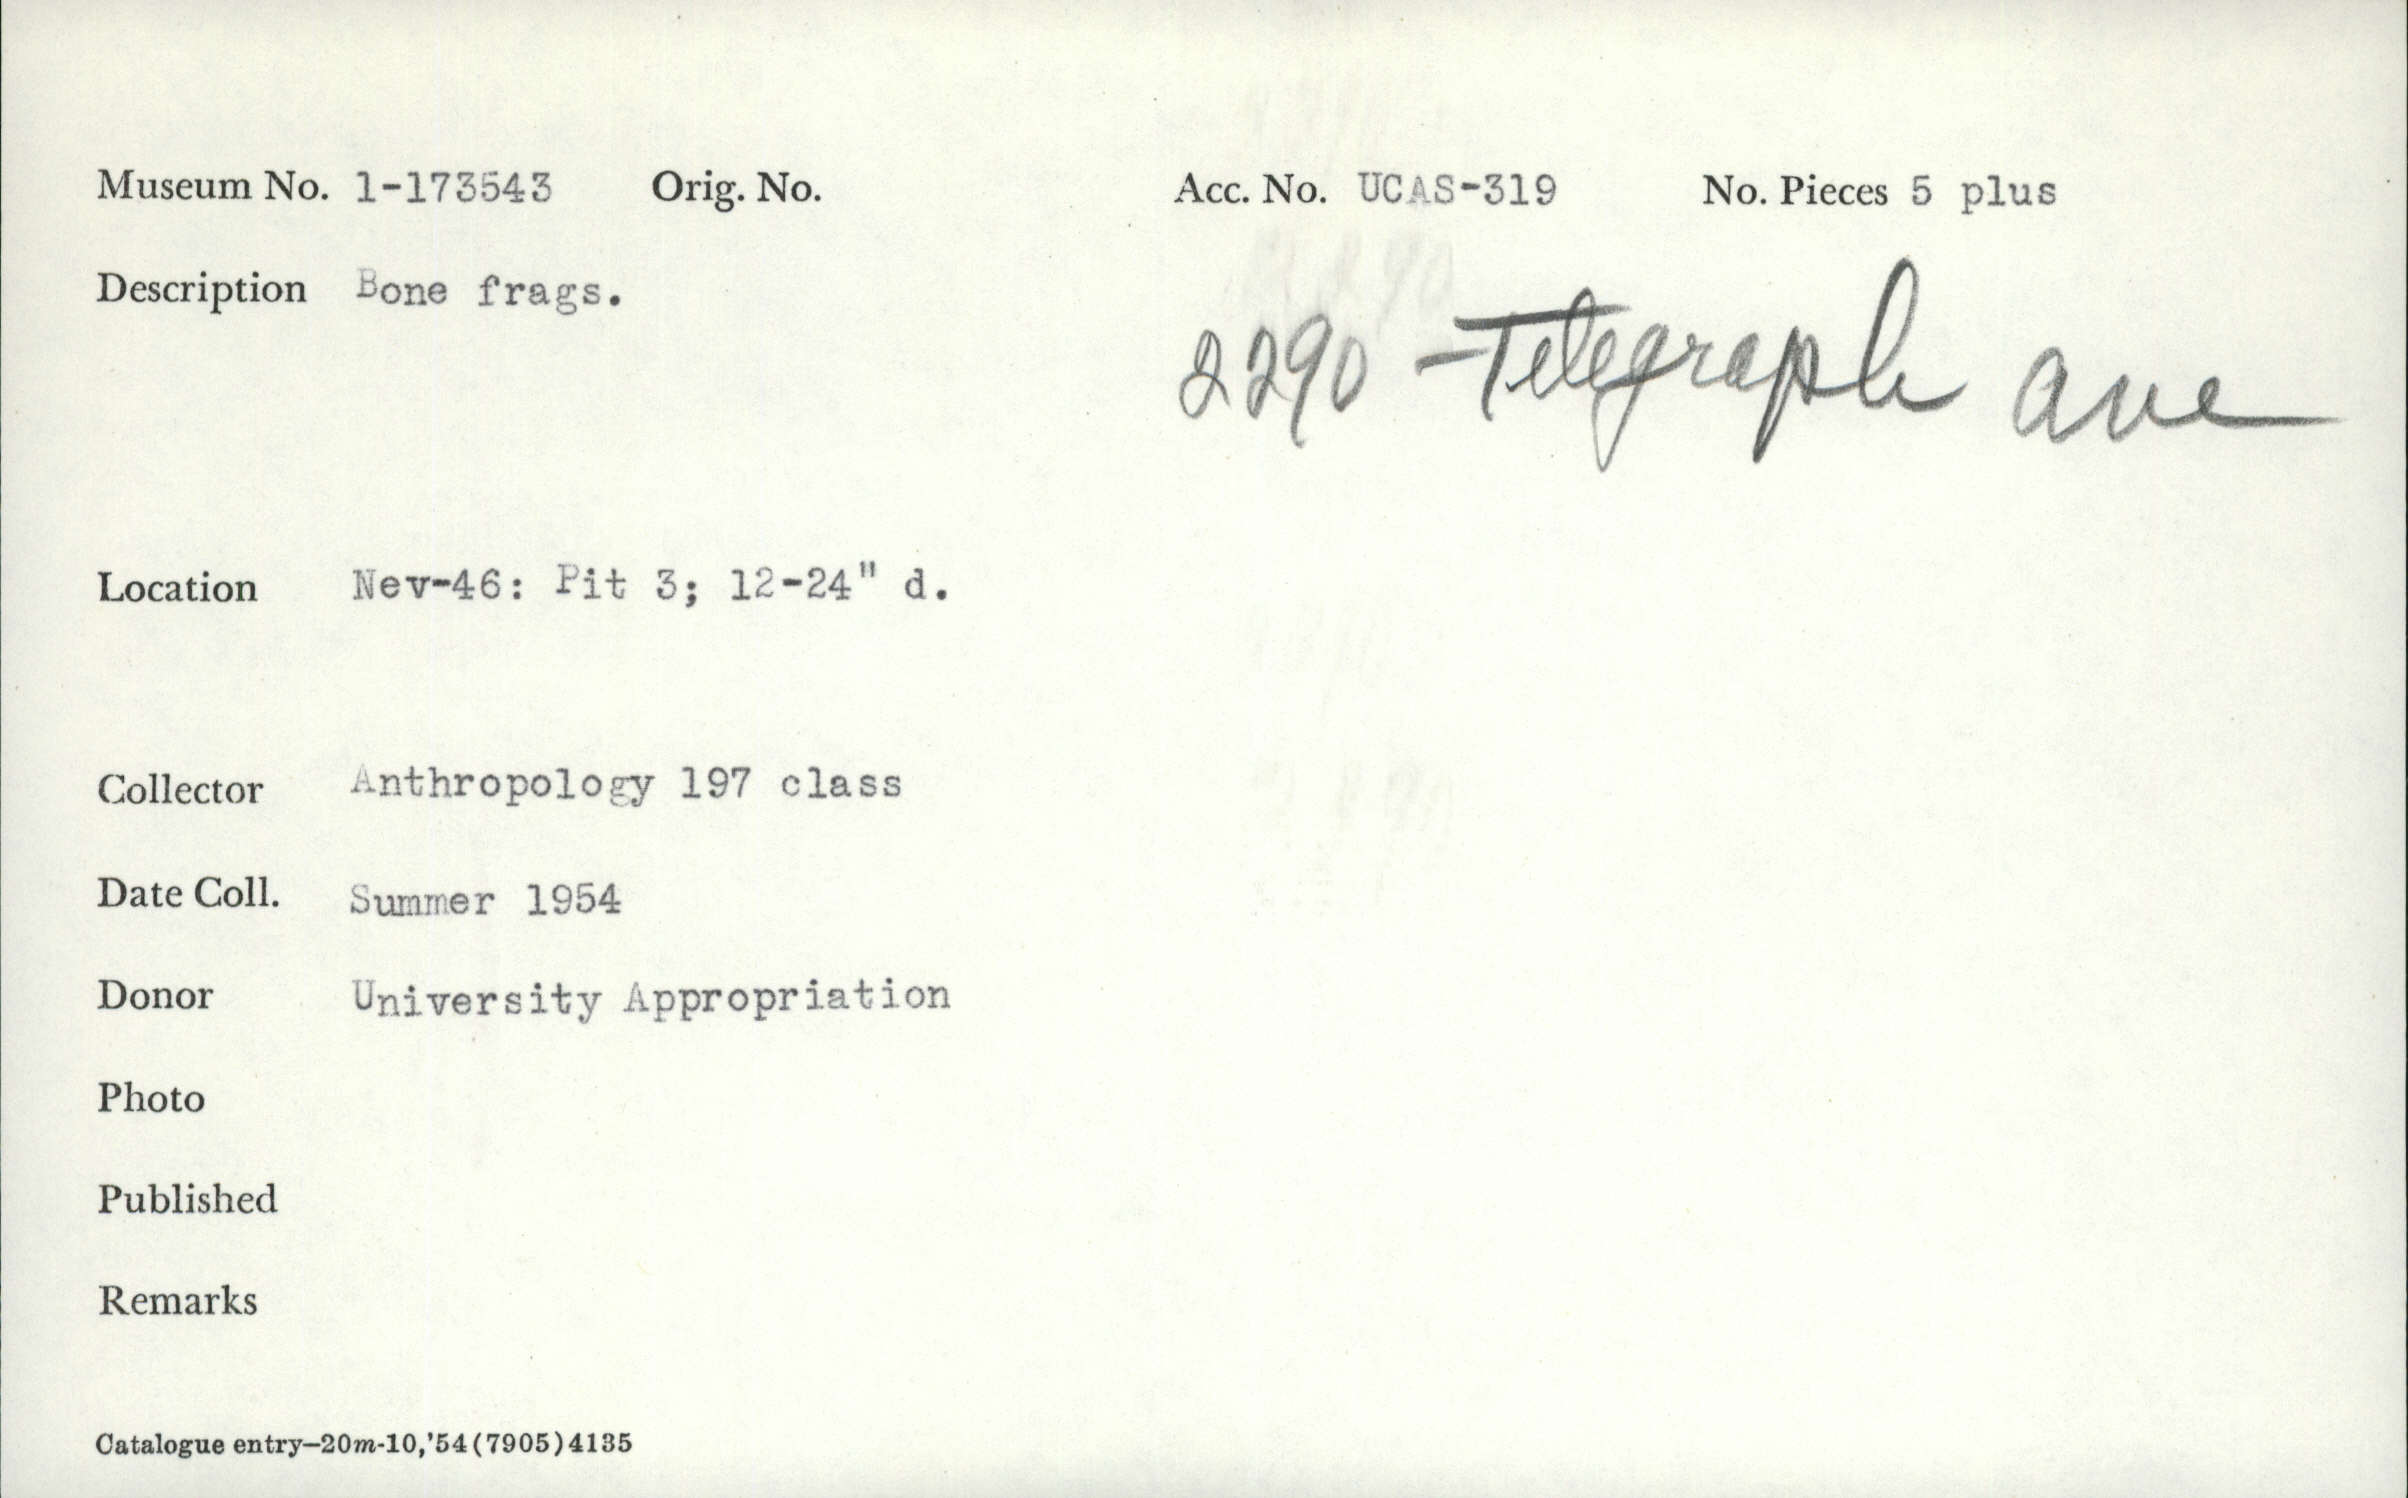 Museum No. 1-173543 Orig. No. Acc. No. UCAS-319 No. Pieces 5 plus
Description Bone frags.
2290 - Telegraph Ave
Location Nev-46: Pit 3; 12-24" d.
Collector Anthropology 197 class
Date Coll. Summer 1954
Donor University Appropriation
Photo
Published
Remarks
Catalogue entry—20m-10,'54(7905)4135